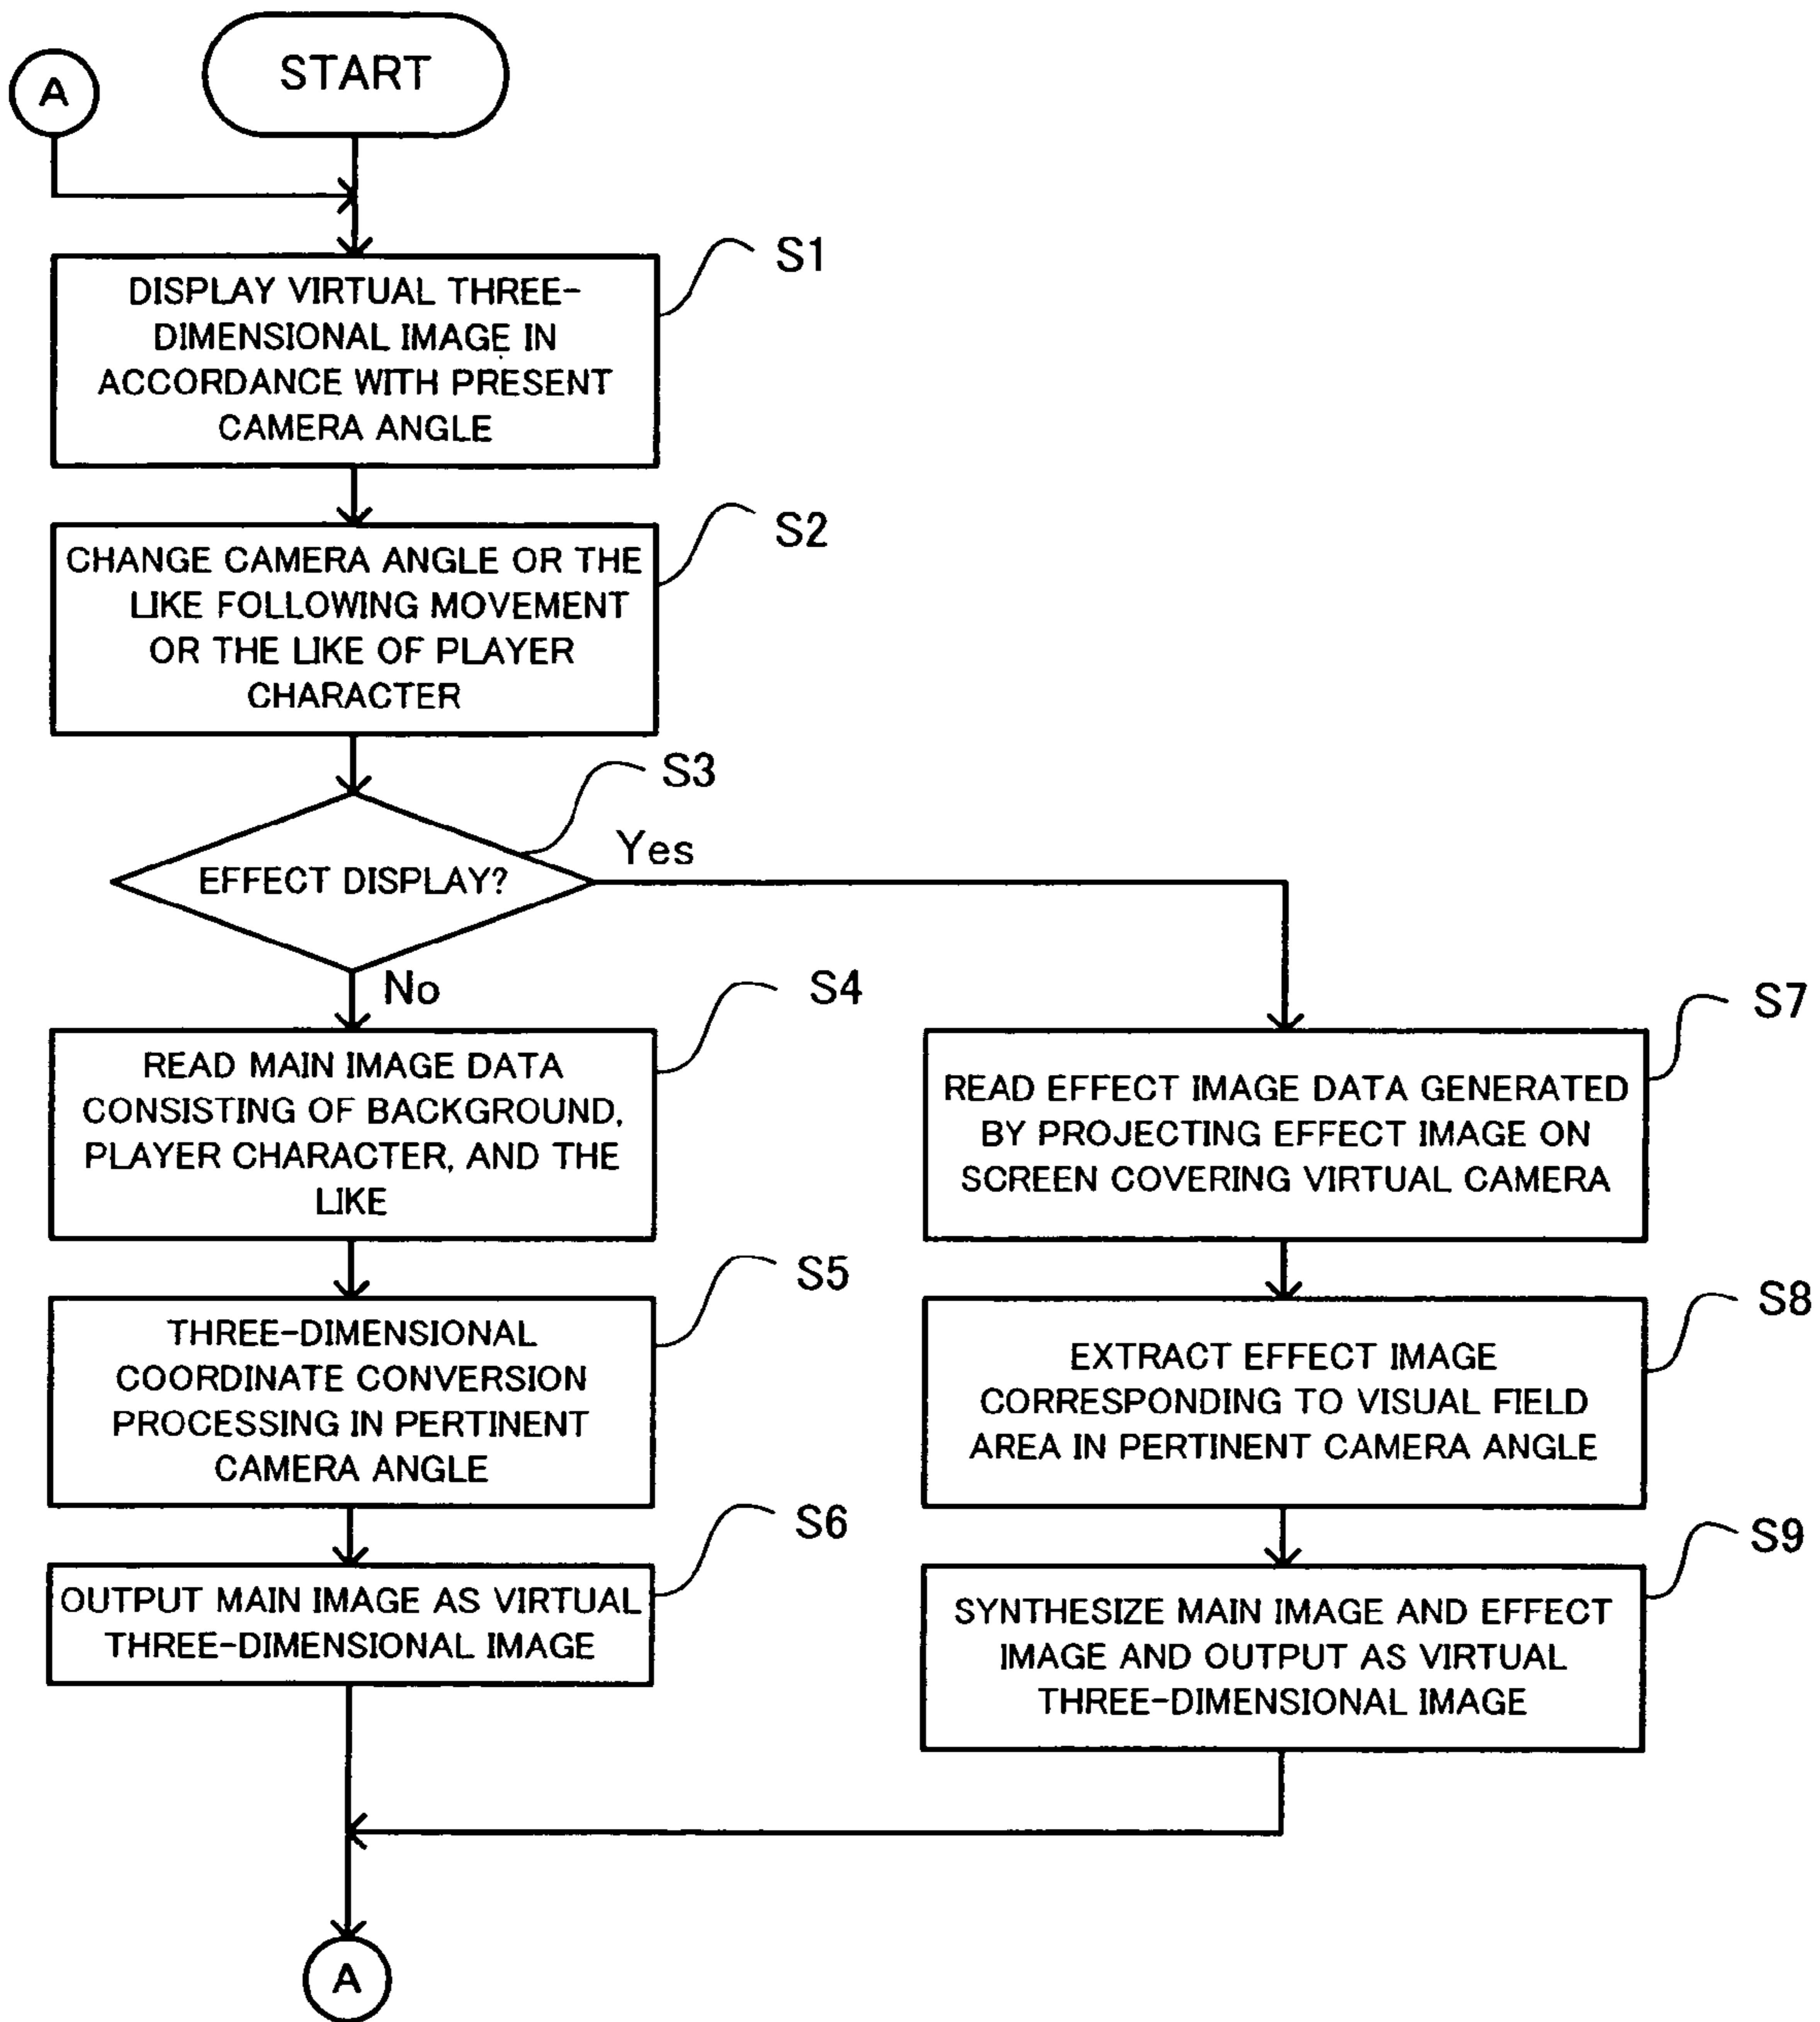 A
START
S1
DISPLAY VIRTUAL THREE-
DIMENSIONAL IMAGE IN
ACCORDANCE WITH PRESENT
CAMERA ANGLE
S2
CHANGE CAMERA ANGLE OR THE
LIKE FOLLOWING MOVEMENT
OR THE LIKE OF PLAYER
CHARACTER
S3
EFFECT DISPLAY?
Yes
No
S4
READ MAIN IMAGE DATA
CONSISTING OF BACKGROUND,
PLAYER CHARACTER, AND THE
LIKE
S5
THREE-DIMENSIONAL
COORDINATE CONVERSION
PROCESSING IN PERTINENT
CAMERA ANGLE
S6
OUTPUT MAIN IMAGE AS VIRTUAL
THREE-DIMENSIONAL IMAGE
S7
READ EFFECT IMAGE DATA GENERATED
BY PROJECTING EFFECT IMAGE ON
SCREEN COVERING VIRTUAL CAMERA
S8
EXTRACT EFFECT IMAGE
CORRESPONDING TO VISUAL FIELD
AREA IN PERTINENT CAMERA ANGLE
S9
SYNTHESIZE MAIN IMAGE AND EFFECT
IMAGE AND OUTPUT AS VIRTUAL
THREE-DIMENSIONAL IMAGE
A